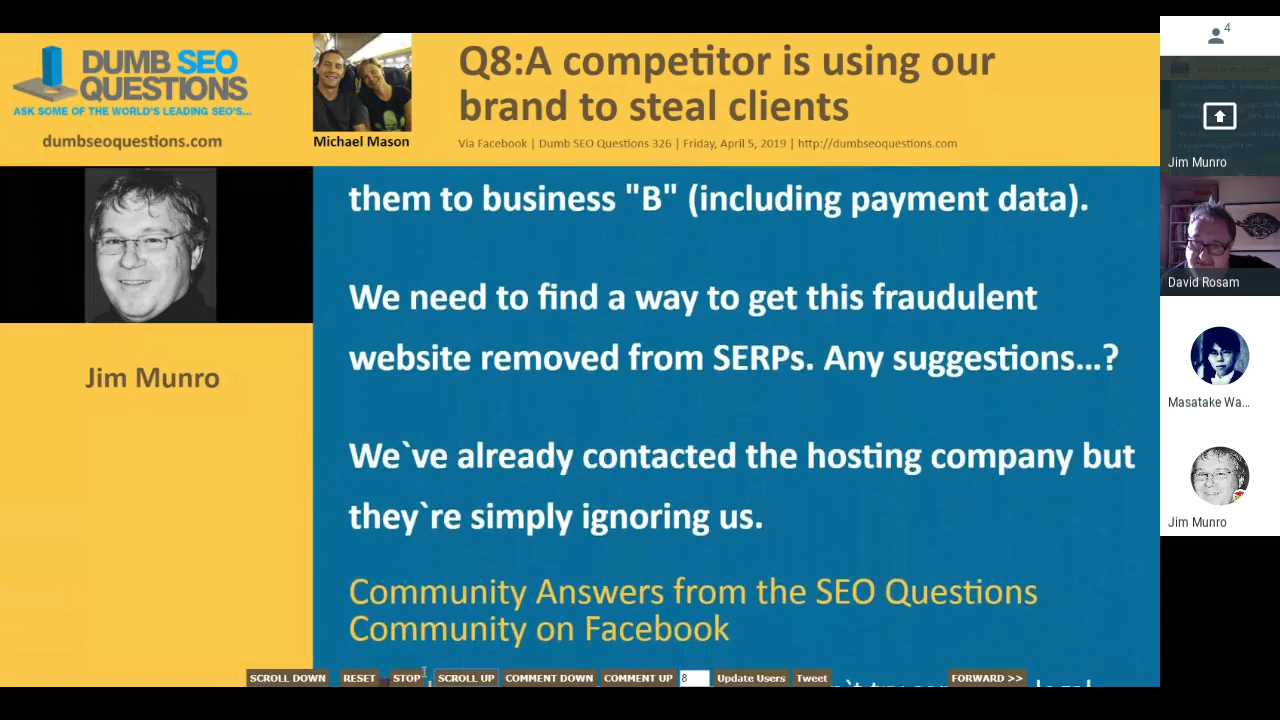 DUMB SEO
QUESTIONS
ASK SOME OF THE WORLD'S LEADING SEO's...
dumbseoquestions.com
Michael Mason
Q8:A competitor is using our
brand to steal clients
Via Facebook | Dumb SEO Questions 326 | Friday, April 5, 2019 | http://dumbseoquestions.com
Jim Munro
them to business "B" (including payment data).
We need to find a way to get this fraudulent
website removed from SERPs. Any suggestions...?
We`ve already contacted the hosting company but
they`re simply ignoring us.
Community Answers from the SEO Questions
Community on Facebook
SCROLL DOWN RESET STOP SCROLL UP COMMENT DOWN COMMENT UP 8 Update Users Tweet FORWARD >>
4
Jim Munro
David Rosam
Masatake Wa...
Jim Munro